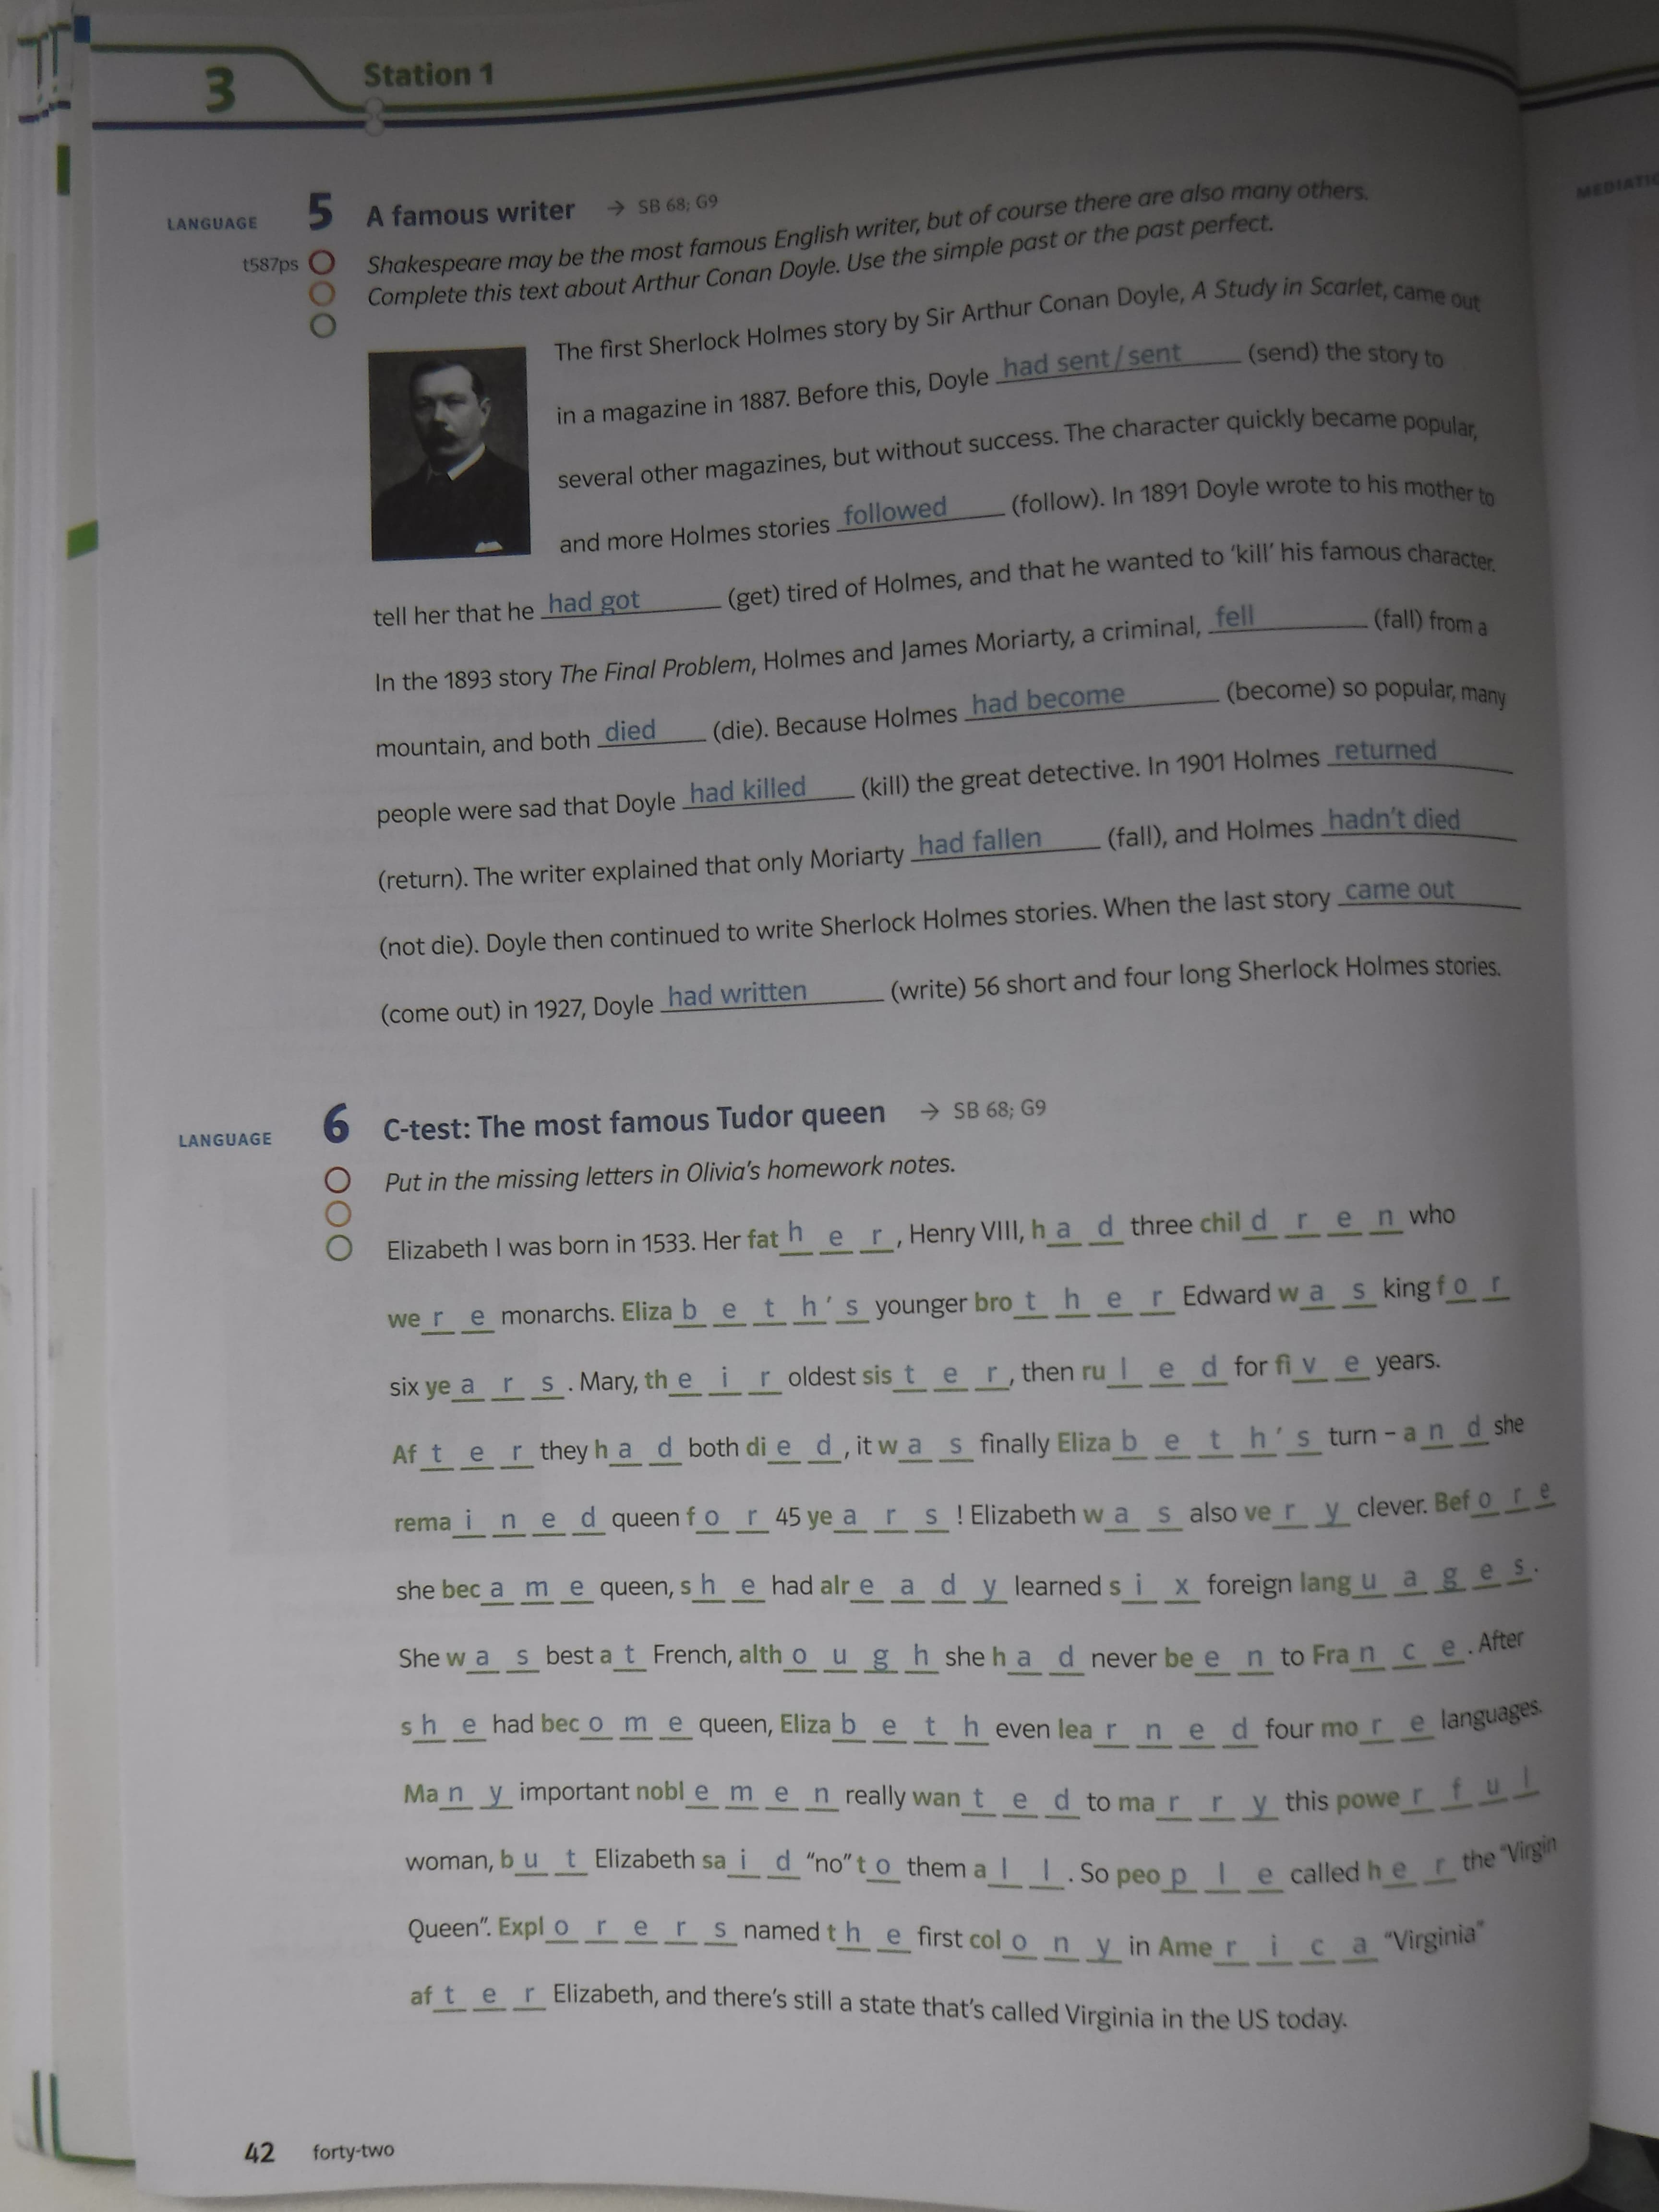 3 Station 1
LANGUAGE 5 A famous writer → SB 68; G9
t587ps Shakespeare may be the most famous English writer, but of course there are also many others.
Complete this text about Arthur Conan Doyle. Use the simple past or the past perfect.
The first Sherlock Holmes story by Sir Arthur Conan Doyle, A Study in Scarlet, came out
in a magazine in 1887. Before this, Doyle had sent / sent (send) the story to
several other magazines, but without success. The character quickly became popular,
and more Holmes stories followed (follow). In 1891 Doyle wrote to his mother to
tell her that he had got (get) tired of Holmes, and that he wanted to ‘kill’ his famous character.
In the 1893 story The Final Problem, Holmes and James Moriarty, a criminal, fell (fall) from a
mountain, and both died (die). Because Holmes had become (become) so popular, many
people were sad that Doyle had killed (kill) the great detective. In 1901 Holmes returned
(return). The writer explained that only Moriarty had fallen (fall), and Holmes hadn't died
(not die). Doyle then continued to write Sherlock Holmes stories. When the last story came out
(come out) in 1927, Doyle had written (write) 56 short and four long Sherlock Holmes stories.
LANGUAGE 6 C-test: The most famous Tudor queen → SB 68; G9
Put in the missing letters in Olivia's homework notes.
Elizabeth I was born in 1533. Her father, Henry VIII, had three children who
were monarchs. Elizabeth's younger brother Edward was king for
six years. Mary, their oldest sister, then ruled for five years.
After they had both died, it was finally Elizabeth's turn – and she
remained queen for 45 years! Elizabeth was also very clever. Before
she became queen, she had already learned six foreign languages.
She was best at French, although she had never been to France. After
she had become queen, Elizabeth even learned four more languages.
Many important noblemen really wanted to marry this powerful
woman, but Elizabeth said “no” to them all. So people called her the “Virgin
Queen”. Explorers named the first colony in America “Virginia”
after Elizabeth, and there's still a state that's called Virginia in the US today.
42 forty-two